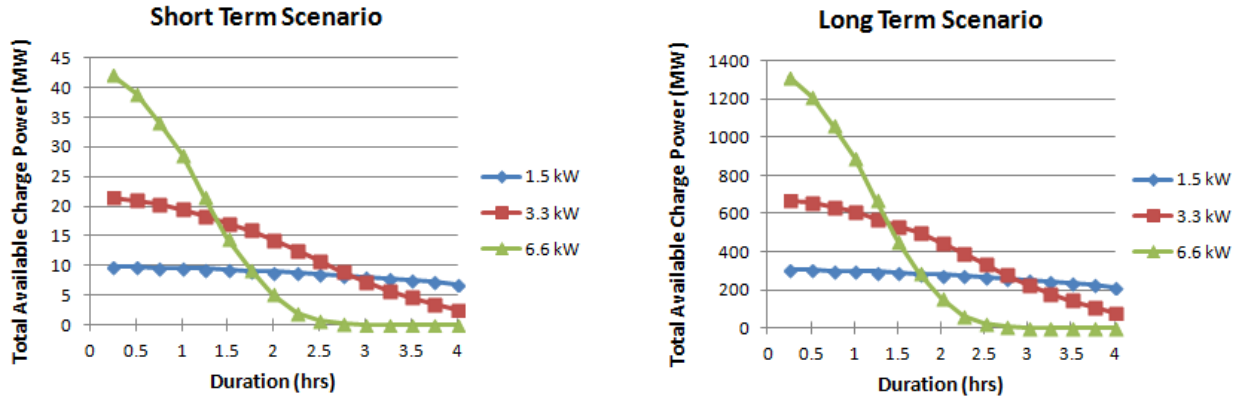 Short Term Scenario
Total Available Charge Power (MW)
45
40
35
30
25
20
15
10
5
0
0 0.5 1 1.5 2 2.5 3 3.5 4
Duration (hrs)
1.5 kW
3.3 kW
6.6 kW
Long Term Scenario
Total Available Charge Power (MW)
1400
1200
1000
800
600
400
200
0
0 0.5 1 1.5 2 2.5 3 3.5 4
Duration (hrs)
1.5 kW
3.3 kW
6.6 kW